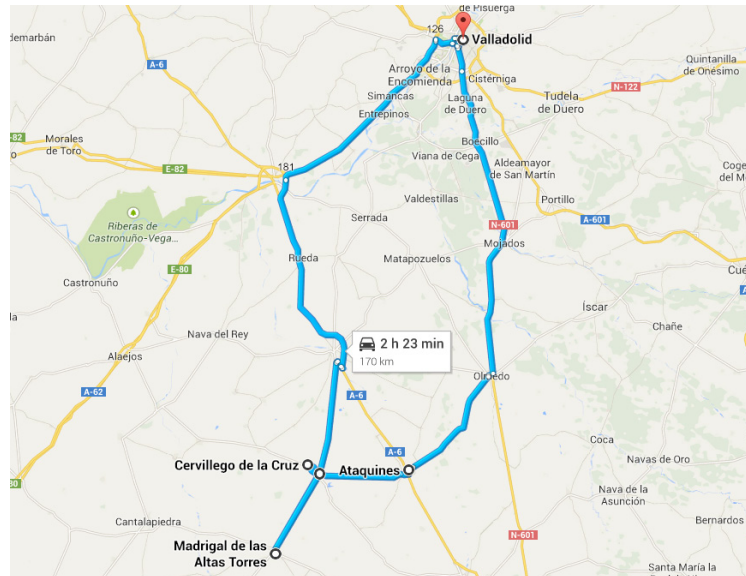 de Pisuerga
demarbán
126
Valladolid
A-6
Quintanilla
de Onésimo
Arroyo de la
Encomienda
Cistérniga
N-122
Simancas
Laguna
de Duero
Tudela
de Duero
Entrepinos
E-82
Morales
de Toro
Boecillo
Viana de Cega
Aldeamayor
de San Martín
181
E-82
Valdestillas
Portillo
Riberas de
Castronuño-Vega...
Serrada
N-601
A-601
Mojados
Rueda
Matapozuelos
E-80
Castronuño
Íscar
Nava del Rey
2 h 23 min
170 km
Chañe
Alaejos
Olmedo
A-62
A-6
Coca
A-6
Cervillego de la Cruz
Ataquines
Navas de Oro
80
Nava de la
Asunción
Cantalapiedra
Bernardos
N-601
Madrigal de las
Altas Torres
Santa María la